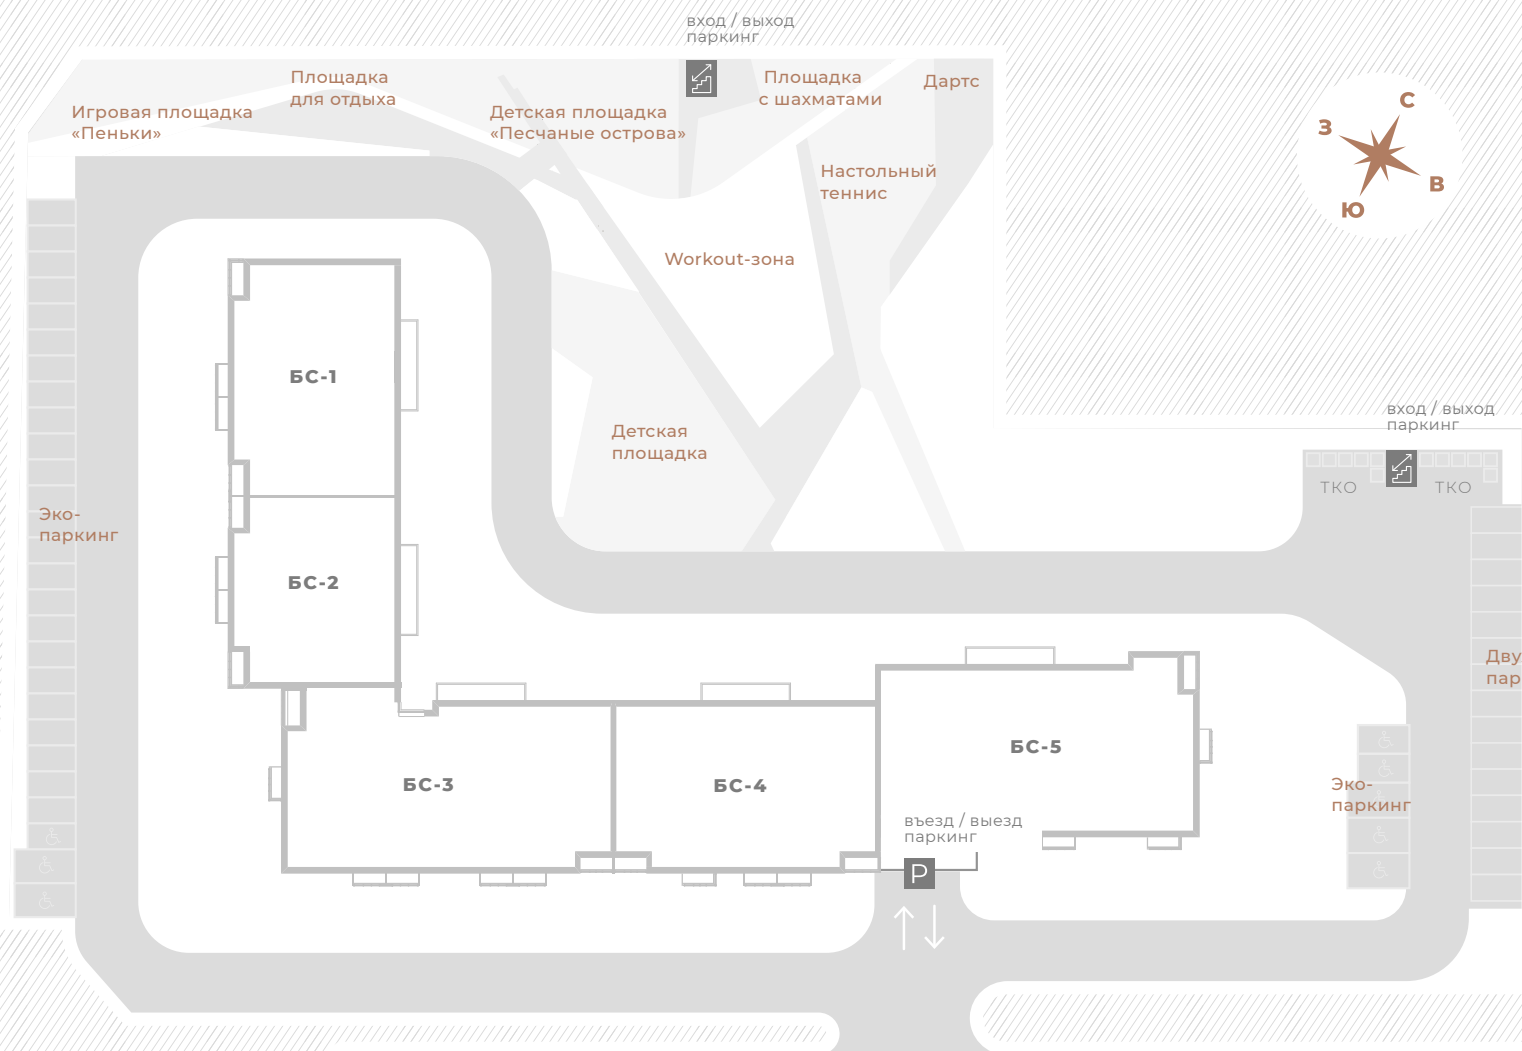 вход / выход
паркинг
Площадка
для отдыха
Площадка
с шахматами
Дартс
Игровая площадка
«Пеньки»
Детская площадка
«Песчаные острова»
С
З
В
Ю
Настольный
теннис
Workout-зона
БС-1
вход / выход
паркинг
Детская
площадка
ТКО
ТКО
Эко-
паркинг
БС-2
Дву
пар
БС-3
БС-4
БС-5
Эко-
паркинг
въезд / выезд
паркинг
P